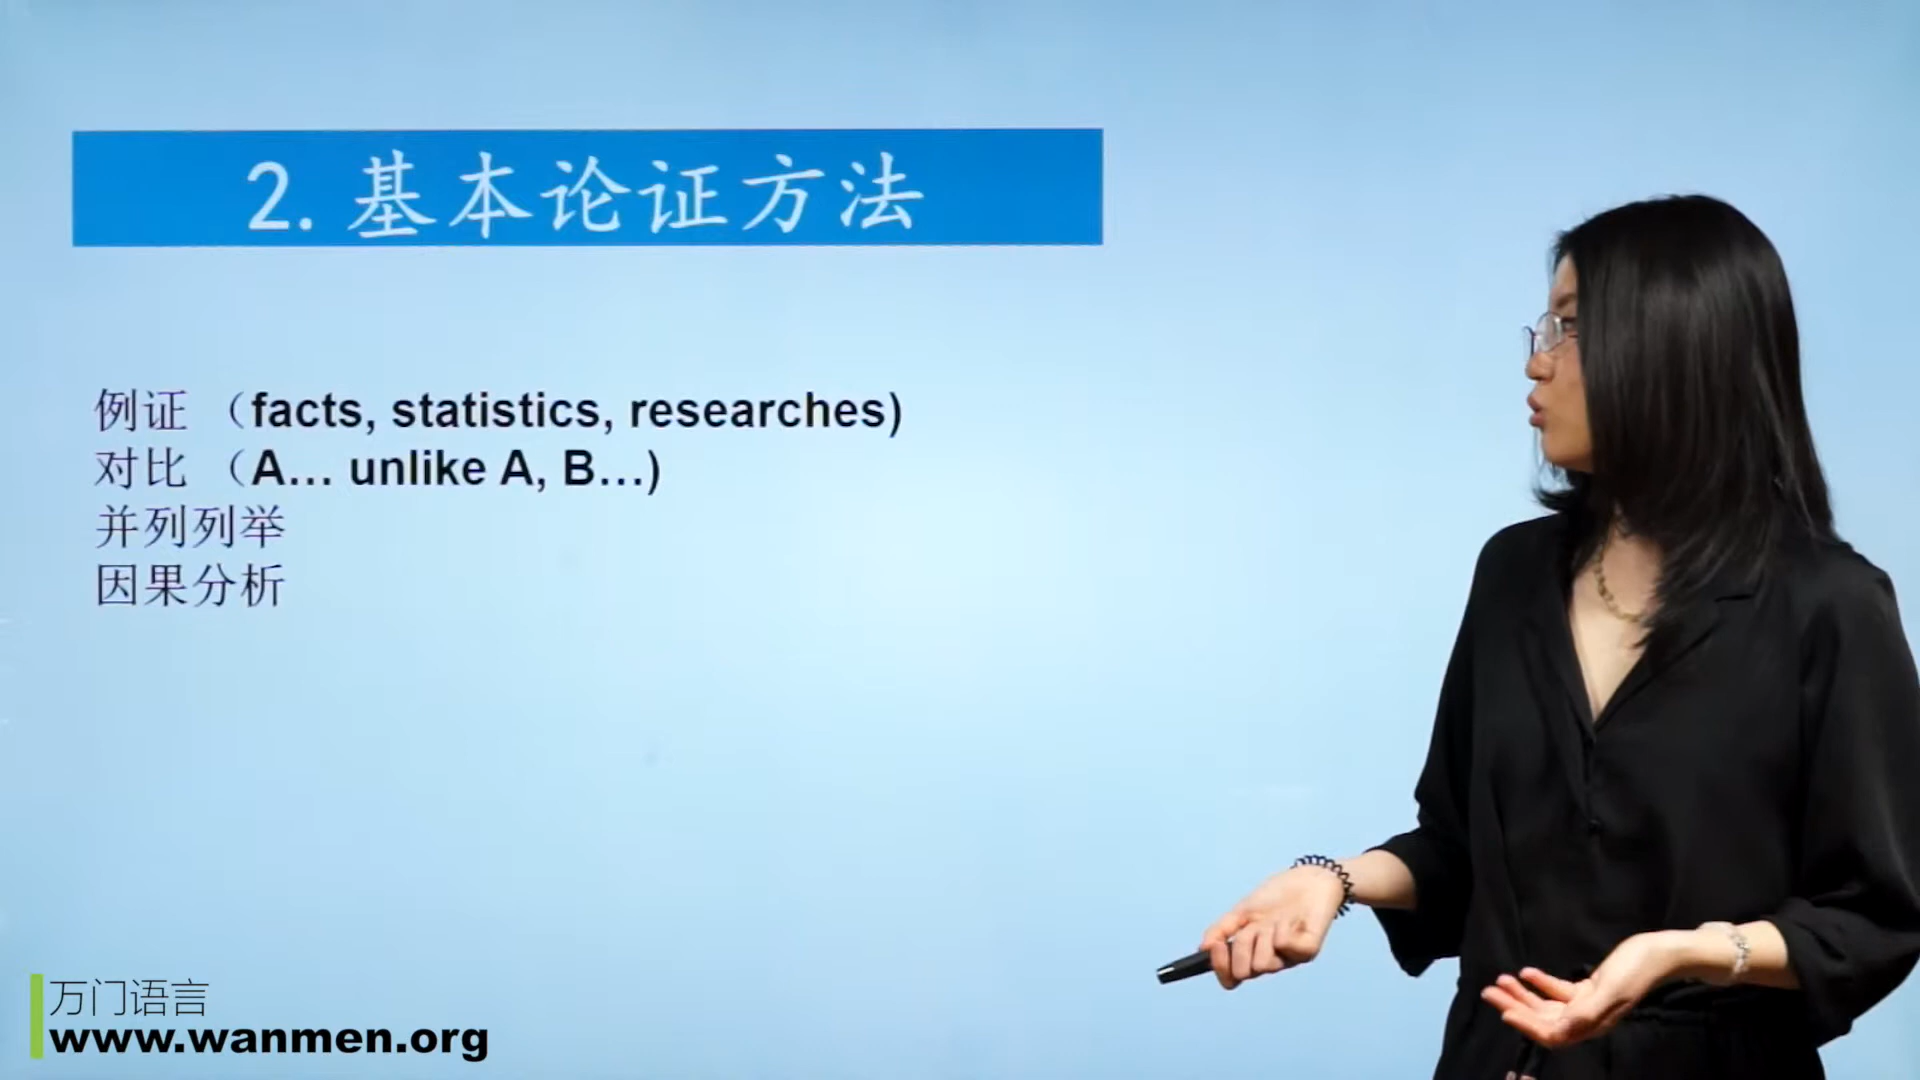 2. 基本论证方法
例证 （facts, statistics, researches)
对比 （A… unlike A, B…)
并列列举
因果分析
万门语言
www.wanmen.org